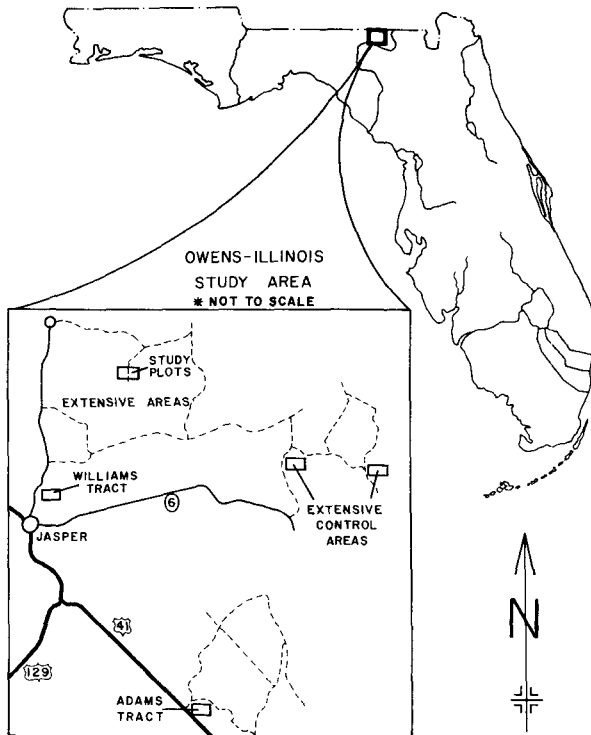 OWENS-ILLINOIS
STUDY AREA
* NOT TO SCALE
STUDY
PLOTS
EXTENSIVE AREAS
WILLIAMS
TRACT
6
EXTENSIVE
CONTROL
AREAS
JASPER
N
41
129
ADAMS
TRACT